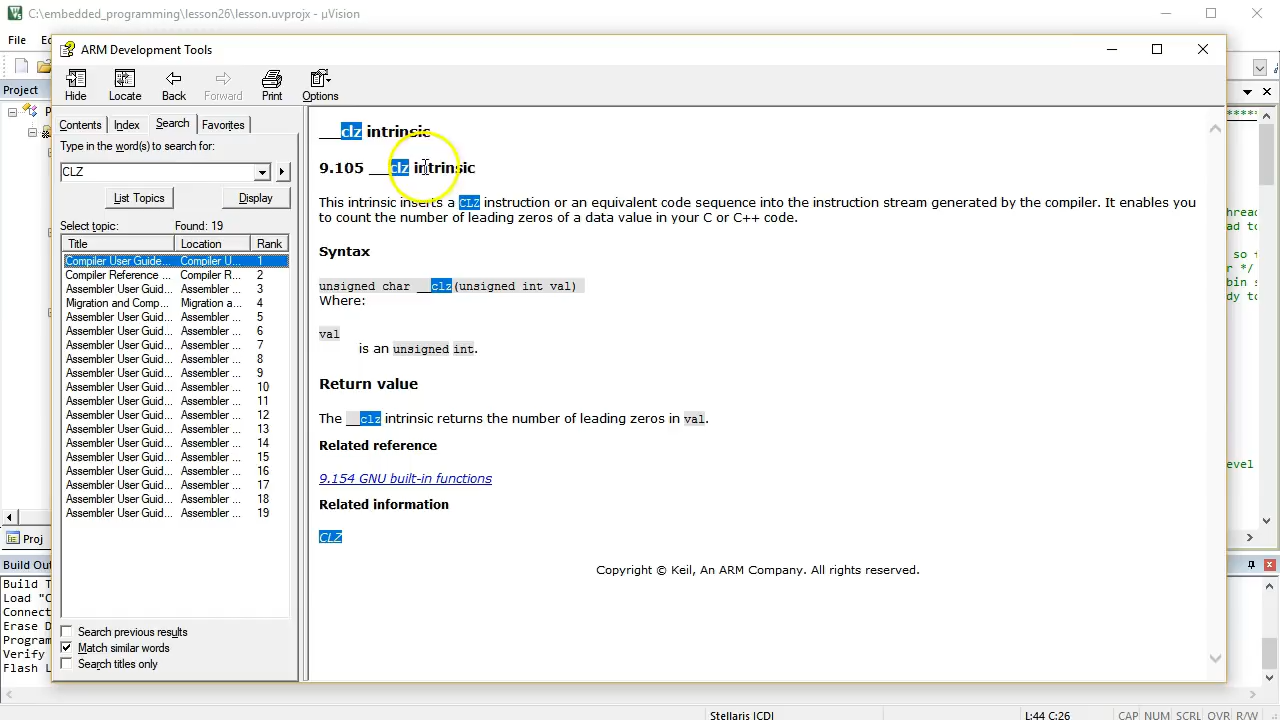 C:\embedded_programming\lesson26\lesson.uvprojx - µVision
File
ARM Development Tools
Hide
Locate
Back
Forward
Print
Options
Project
Contents
Index
Search
Favorites
Type in the word(s) to search for:
CLZ
List Topics
Display
Select topic:
Found: 19
Title Location Rank
Compiler User Guide... Compiler U... 1
Compiler Reference ... Compiler R... 2
Assembler User Guid... Assembler ... 3
Migration and Comp... Migration a... 4
Assembler User Guid... Assembler ... 5
Assembler User Guid... Assembler ... 6
Assembler User Guid... Assembler ... 7
Assembler User Guid... Assembler ... 8
Assembler User Guid... Assembler ... 9
Assembler User Guid... Assembler ... 10
Assembler User Guid... Assembler ... 11
Assembler User Guid... Assembler ... 12
Assembler User Guid... Assembler ... 13
Assembler User Guid... Assembler ... 14
Assembler User Guid... Assembler ... 15
Assembler User Guid... Assembler ... 16
Assembler User Guid... Assembler ... 17
Assembler User Guid... Assembler ... 18
Assembler User Guid... Assembler ... 19
Search previous results
Match similar words
Search titles only
__clz intrinsic
9.105 __clz intrinsic
This intrinsic inserts a CLZ instruction or an equivalent code sequence into the instruction stream generated by the compiler. It enables you
to count the number of leading zeros of a data value in your C or C++ code.
Syntax
unsigned char __clz(unsigned int val)
Where:
val
is an unsigned int.
Return value
The __clz intrinsic returns the number of leading zeros in val.
Related reference
9.154 GNU built-in functions
Related information
CLZ
Copyright © Keil, An ARM Company. All rights reserved.
Proj
Build Out
Build T
Load "C
Connect
Erase D
Program
Verify
Flash L
Stellaris ICDI
L:44 C:26
CAP NUM SCRL OVR R/W